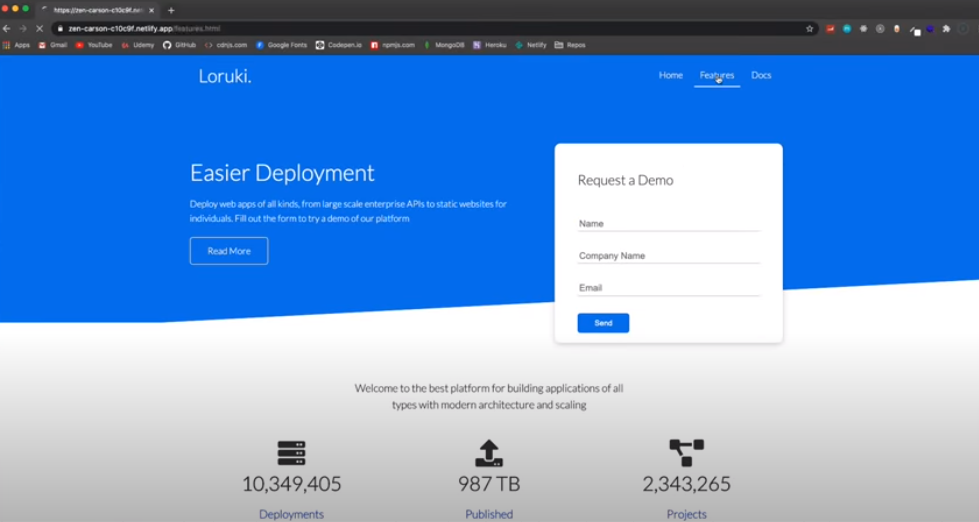 https://zen-carson-c10c9f.net
zen-carson-c10c9f.netlify.app/features.html
Apps Gmail YouTube Udemy GitHub cdnjs.com Google Fonts Codepen.io npmjs.com MongoDB Heroku Netlify Repos
Loruki.
Home Features Docs
Easier Deployment
Deploy web apps of all kinds, from large scale enterprise APIs to static websites for
individuals. Fill out the form to try a demo of our platform
Read More
Request a Demo
Name
Company Name
Email
Send
Welcome to the best platform for building applications of all
types with modern architecture and scaling
10,349,405
Deployments
987 TB
Published
2,343,265
Projects